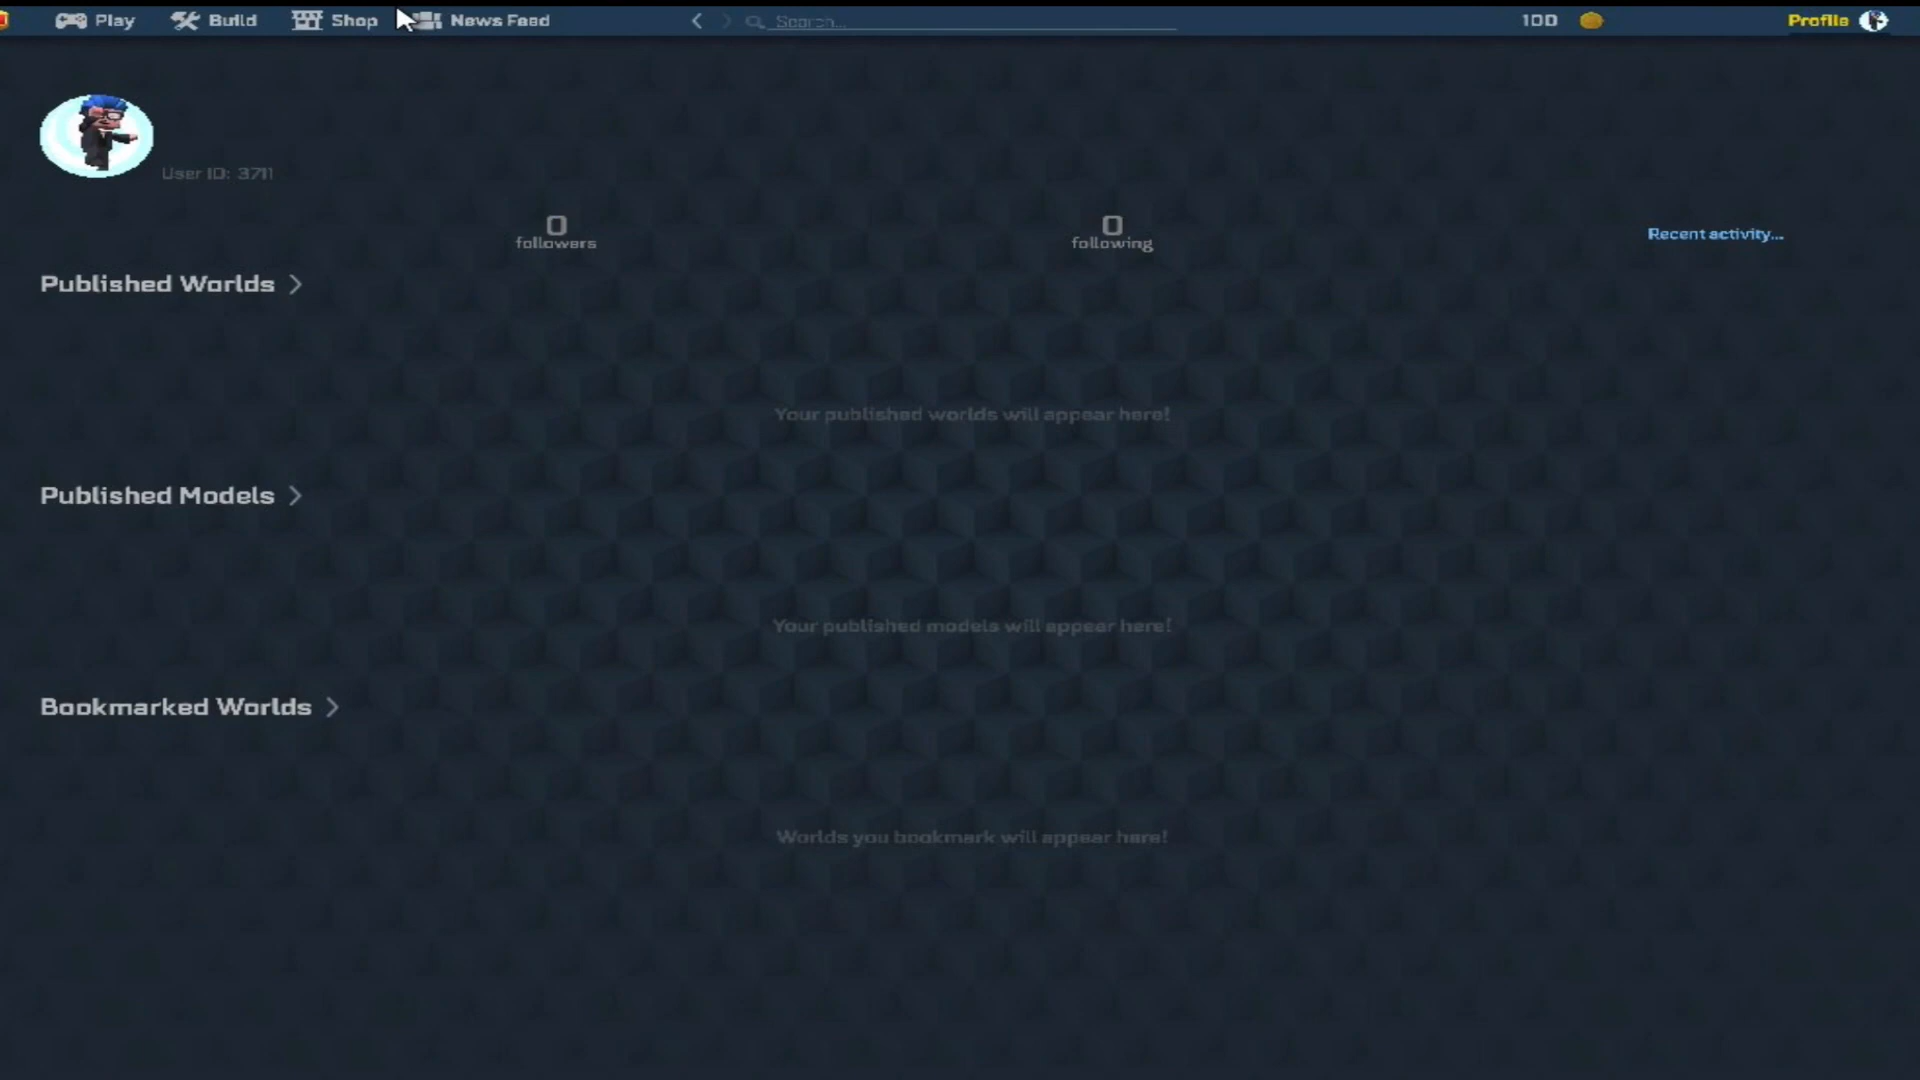 Play Build Shop News Feed Search... 100 Profile
User ID: 3711
0 followers
0 following
Recent activity...
Published Worlds >
Your published worlds will appear here!
Published Models >
Your published models will appear here!
Bookmarked Worlds >
Worlds you bookmark will appear here!